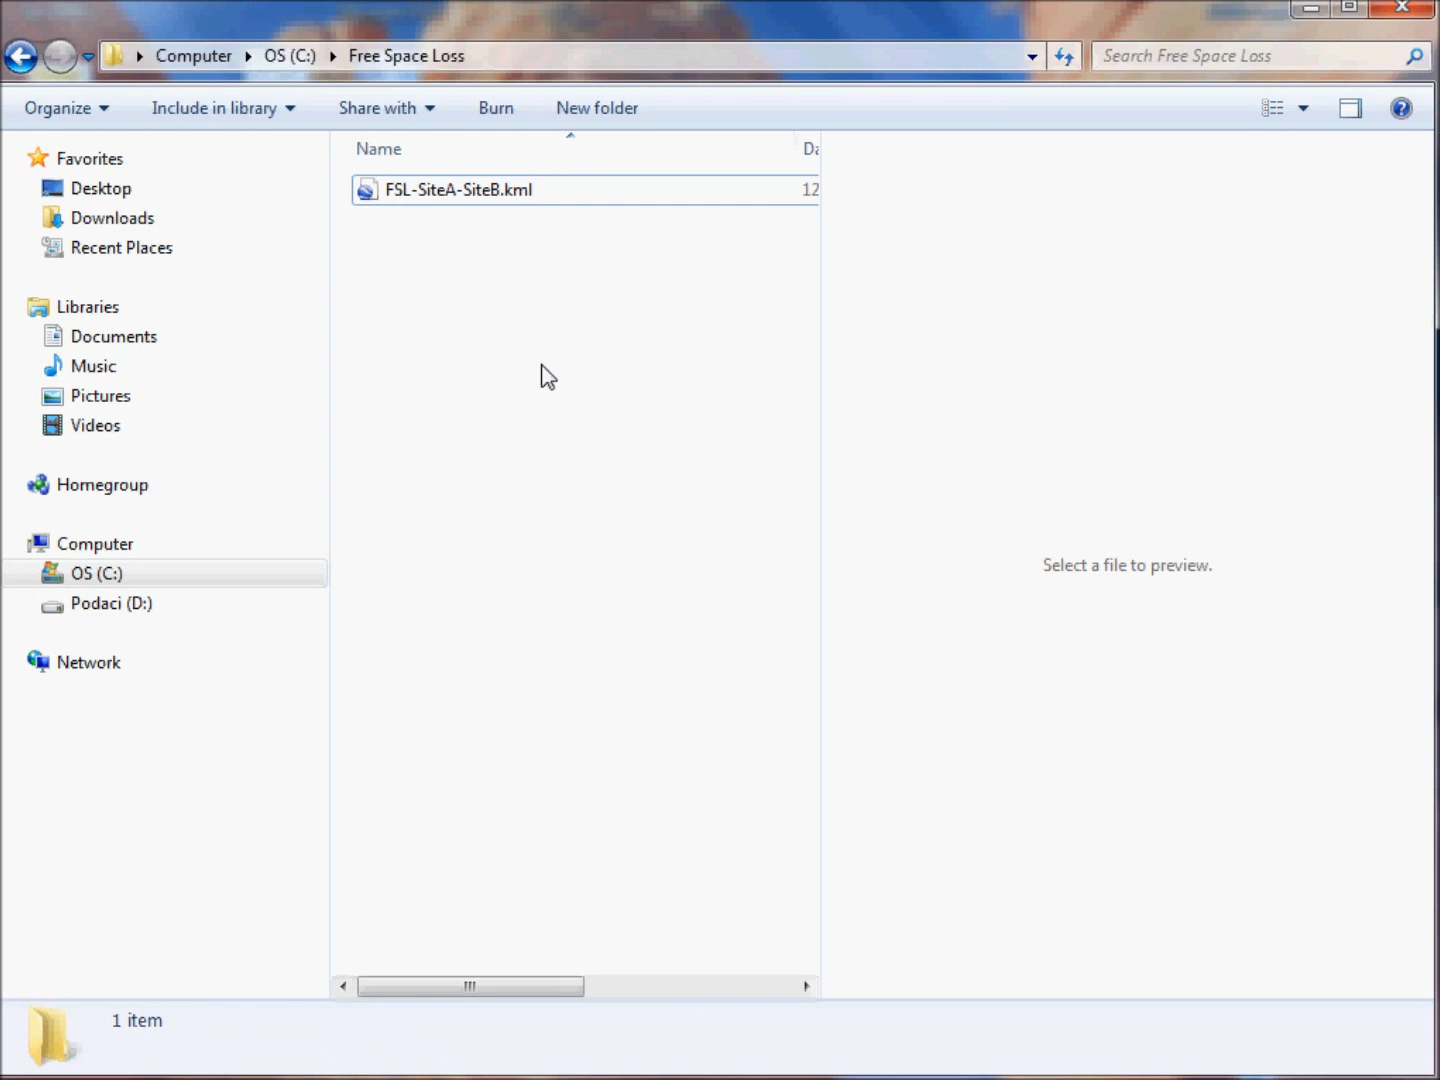 Computer OS (C:) Free Space Loss
Search Free Space Loss
Organize Include in library Share with Burn New folder
Favorites
Desktop
Downloads
Recent Places
Libraries
Documents
Music
Pictures
Videos
Homegroup
Computer
OS (C:)
Podaci (D:)
Network
Name Da
FSL-SiteA-SiteB.kml 12
Select a file to preview.
1 item